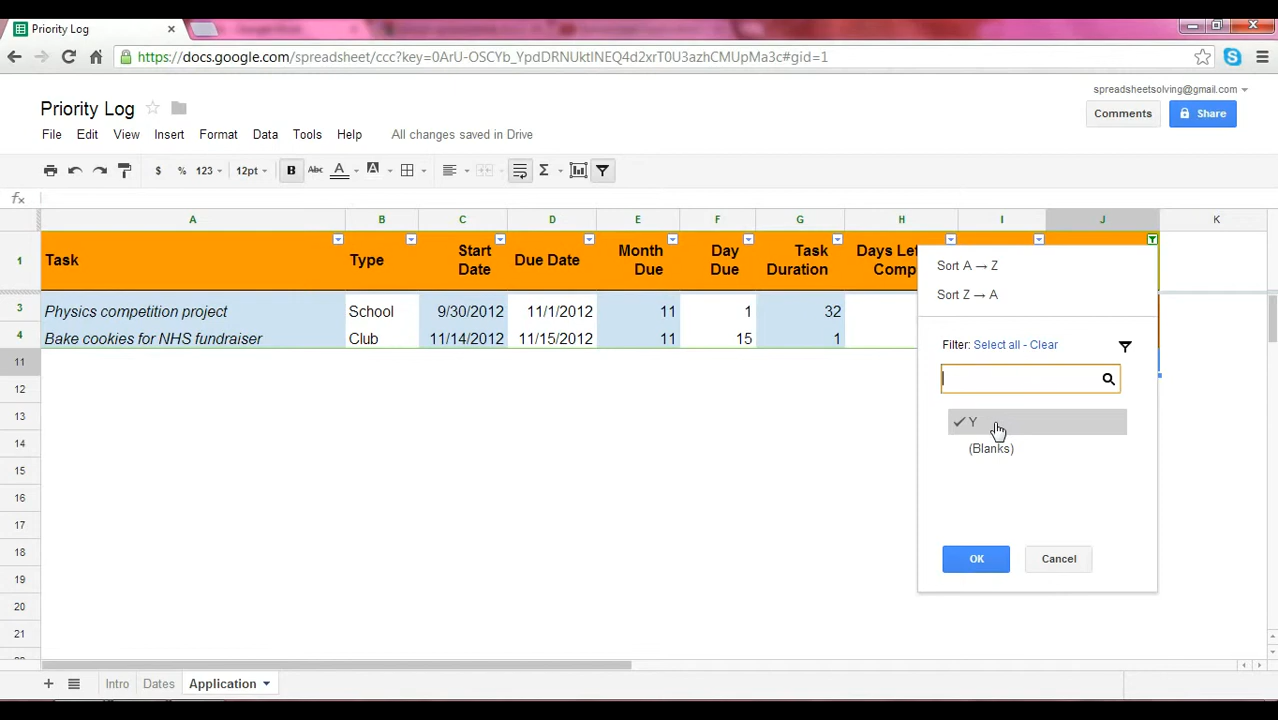 Priority Log
https://docs.google.com/spreadsheet/ccc?key=0ArU-OSCYb_YpdDRNUktINEQ4d2xrT0U3azhCMUpMa3c#gid=1
spreadsheetsolving@gmail.com
Priority Log
Comments
Share
File Edit View Insert Format Data Tools Help All changes saved in Drive
$ % 123 12pt B Abc A A Σ
fx
A B C D E F G H I J K
1 Task Type Start Date Due Date Month Due Day Due Task Duration Days Comp
3 Physics competition project School 9/30/2012 11/1/2012 11 1 32
4 Bake cookies for NHS fundraiser Club 11/14/2012 11/15/2012 11 15 1
11
12
13
14
15
16
17
18
19
20
21
Sort A → Z
Sort Z → A
Filter: Select all - Clear
Y
(Blanks)
OK Cancel
+ Intro Dates Application